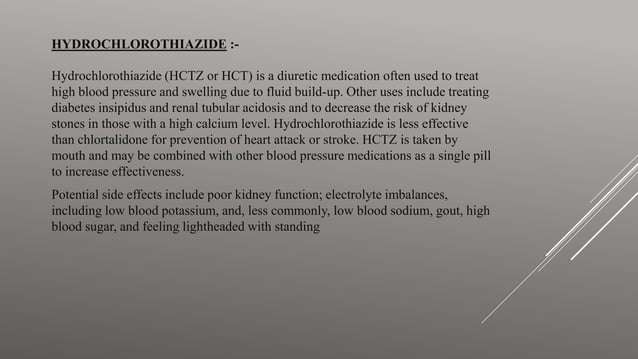 HYDROCHLOROTHIAZIDE :-
Hydrochlorothiazide (HCTZ or HCT) is a diuretic medication often used to treat
high blood pressure and swelling due to fluid build-up. Other uses include treating
diabetes insipidus and renal tubular acidosis and to decrease the risk of kidney
stones in those with a high calcium level. Hydrochlorothiazide is less effective
than chlortalidone for prevention of heart attack or stroke. HCTZ is taken by
mouth and may be combined with other blood pressure medications as a single pill
to increase effectiveness.
Potential side effects include poor kidney function; electrolyte imbalances,
including low blood potassium, and, less commonly, low blood sodium, gout, high
blood sugar, and feeling lightheaded with standing